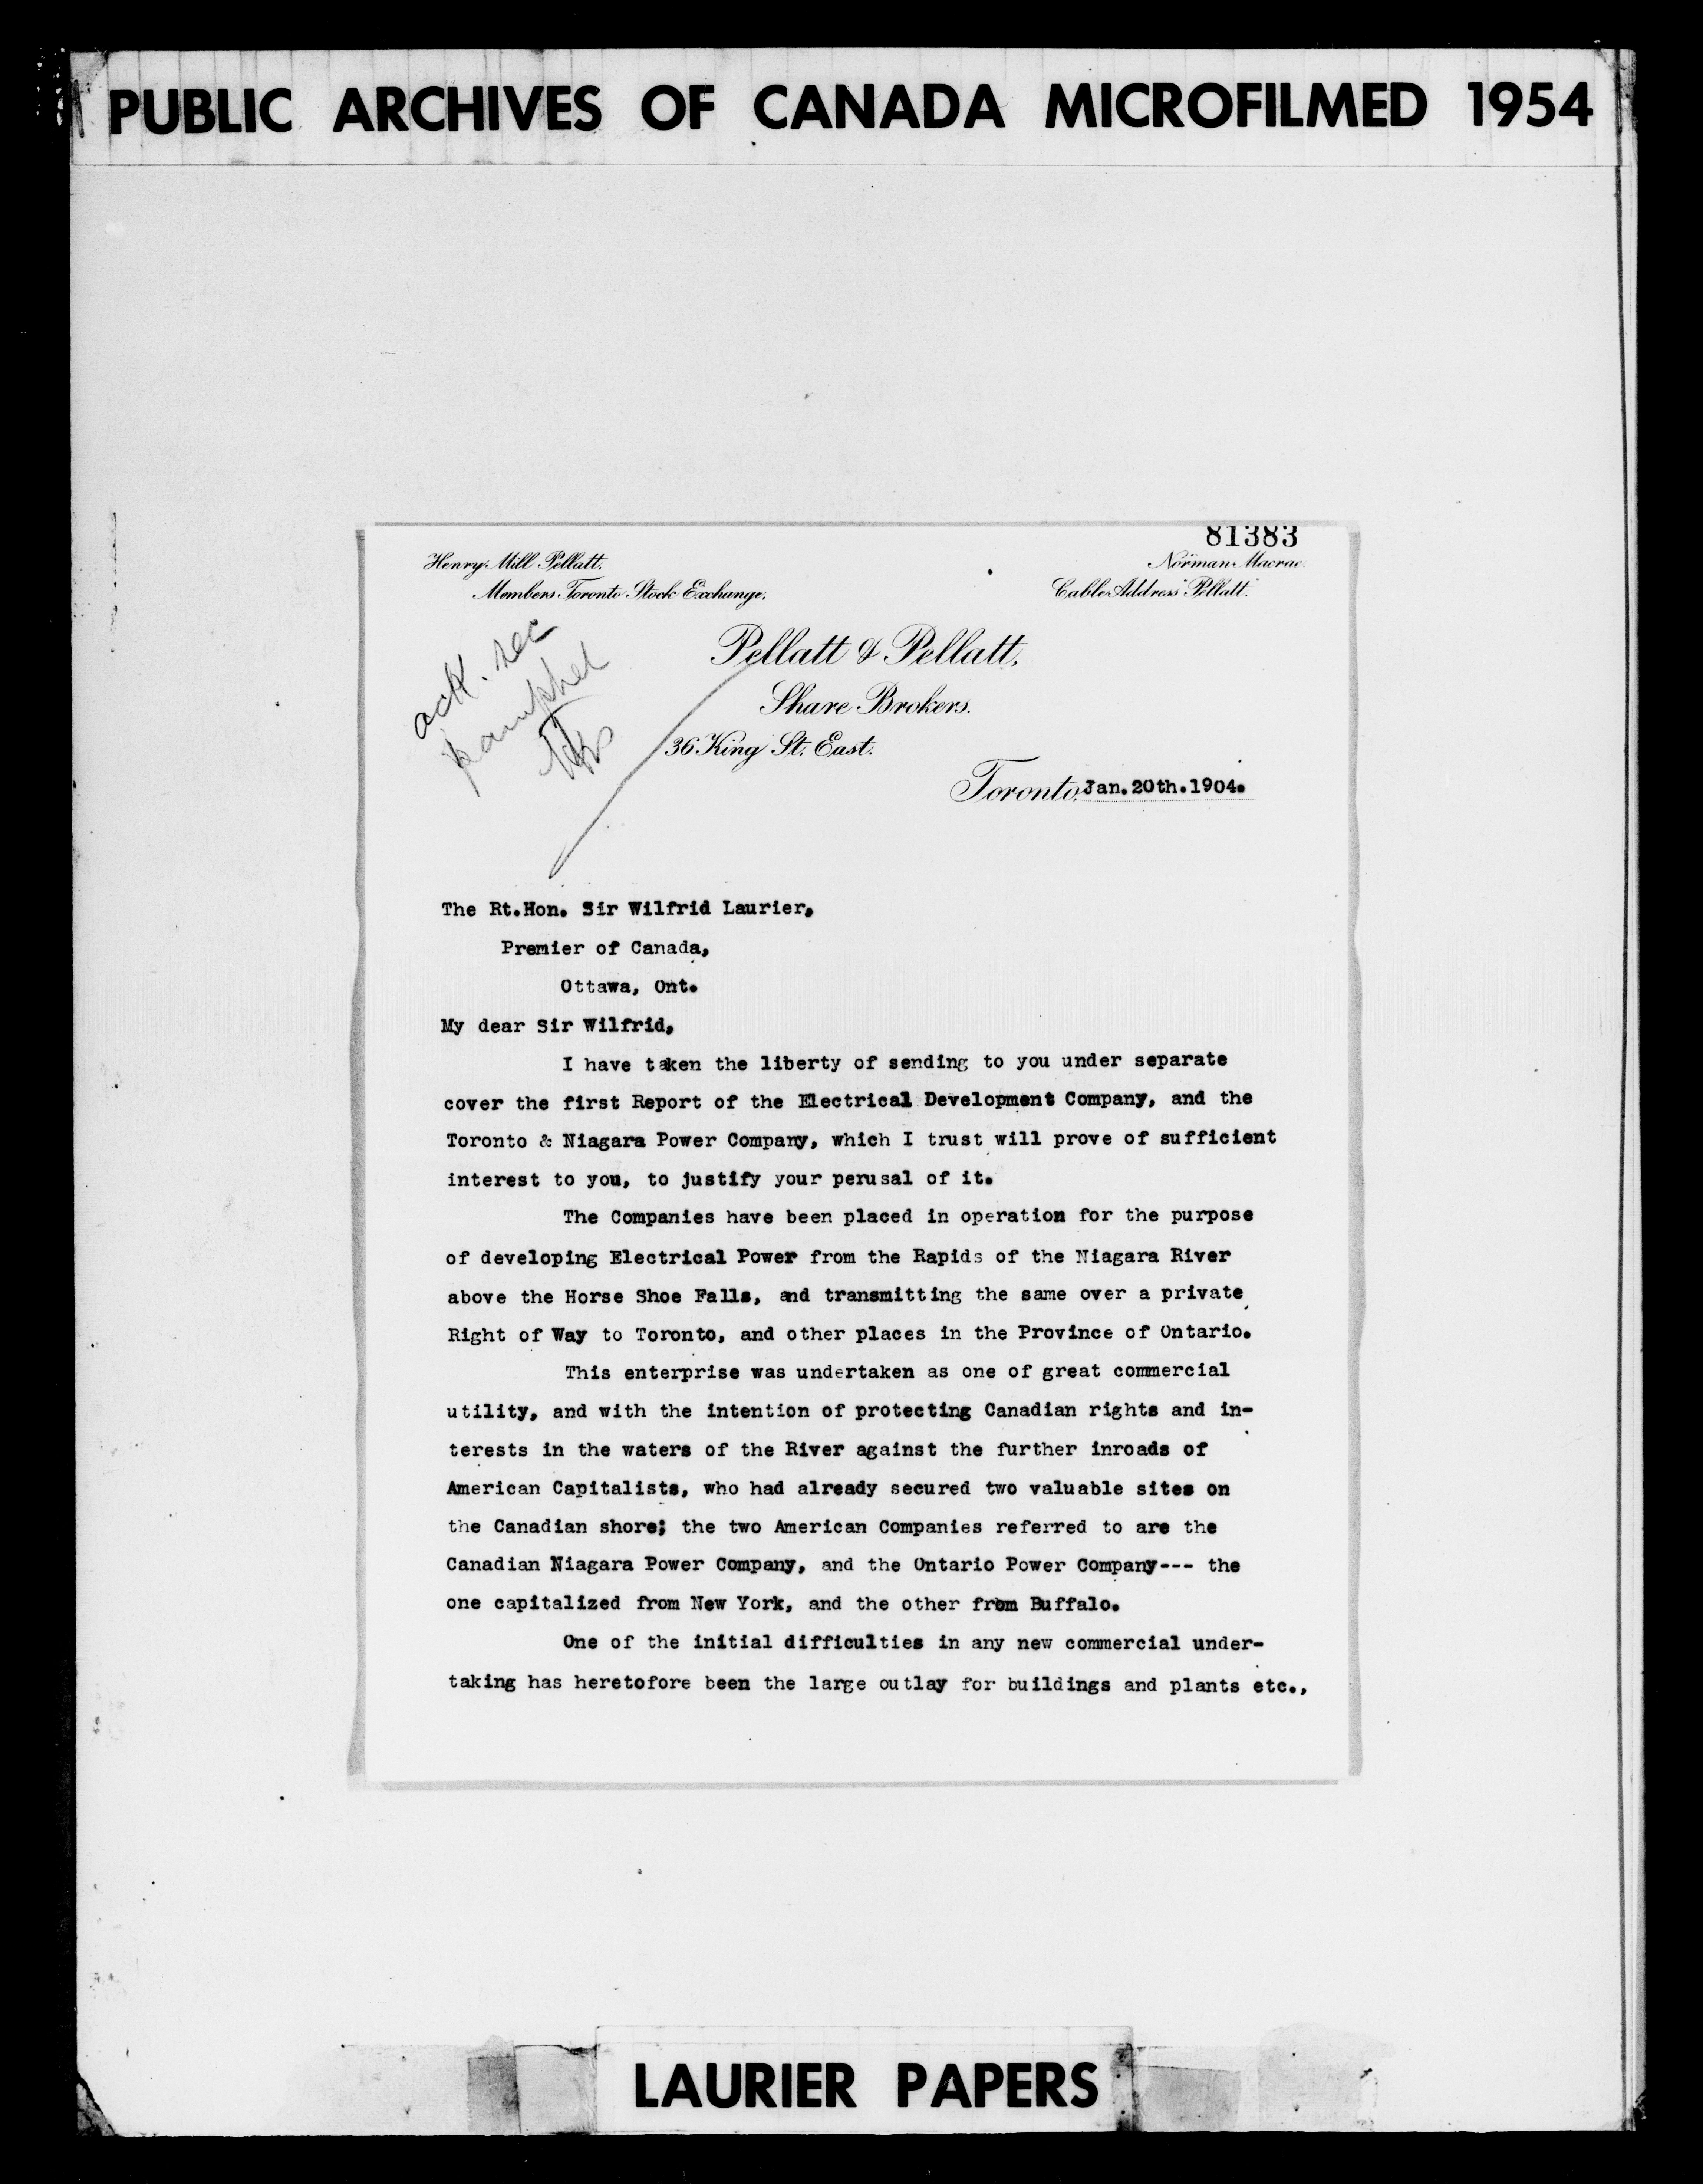 PUBLIC ARCHIVES OF CANADA MICROFILMED 1954
81383
Henry Mill Pellatt. Norman Macrae.
Members Toronto Stock Exchange. Cable Address "Pellatt."
ack. rec
pamphlet
Pellatt & Pellatt,
Share Brokers.
36 King St. East.
Toronto, Jan. 20th. 1904.
The Rt.Hon. Sir Wilfrid Laurier,
Premier of Canada,
Ottawa, Ont.
My dear Sir Wilfrid,
I have taken the liberty of sending to you under separate
cover the first Report of the Electrical Development Company, and the
Toronto & Niagara Power Company, which I trust will prove of sufficient
interest to you, to justify your perusal of it.
The Companies have been placed in operation for the purpose
of developing Electrical Power from the Rapids of the Niagara River
above the Horse Shoe Falls, and transmitting the same over a private
Right of Way to Toronto, and other places in the Province of Ontario.
This enterprise was undertaken as one of great commercial
utility, and with the intention of protecting Canadian rights and in-
terests in the waters of the River against the further inroads of
American Capitalists, who had already secured two valuable sites on
the Canadian shore; the two American Companies referred to are the
Canadian Niagara Power Company, and the Ontario Power Company--- the
one capitalized from New York, and the other from Buffalo.
One of the initial difficulties in any new commercial under-
taking has heretofore been the large outlay for buildings and plants etc.,
LAURIER PAPERS